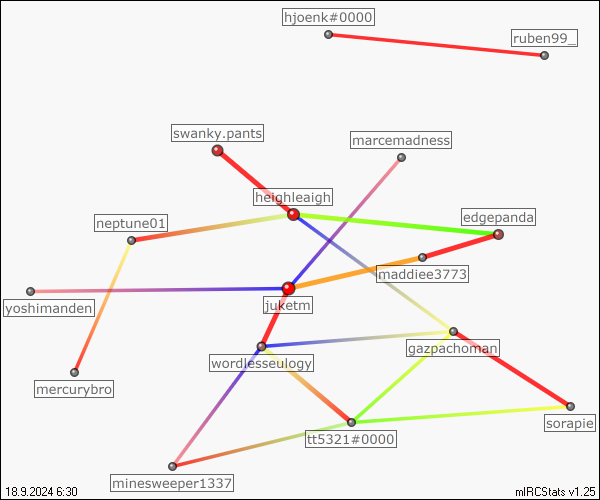 hjoenk#0000
ruben99_
swanky.pants
marcemadness
heighleaigh
edgepanda
neptune01
maddiee3773
yoshimanden
juketm
gazpachoman
wordlesseulogy
mercurybro
sorapie
tt5321#0000
minesweeper1337
18.9.2024 6:30
mIRCStats v1.25